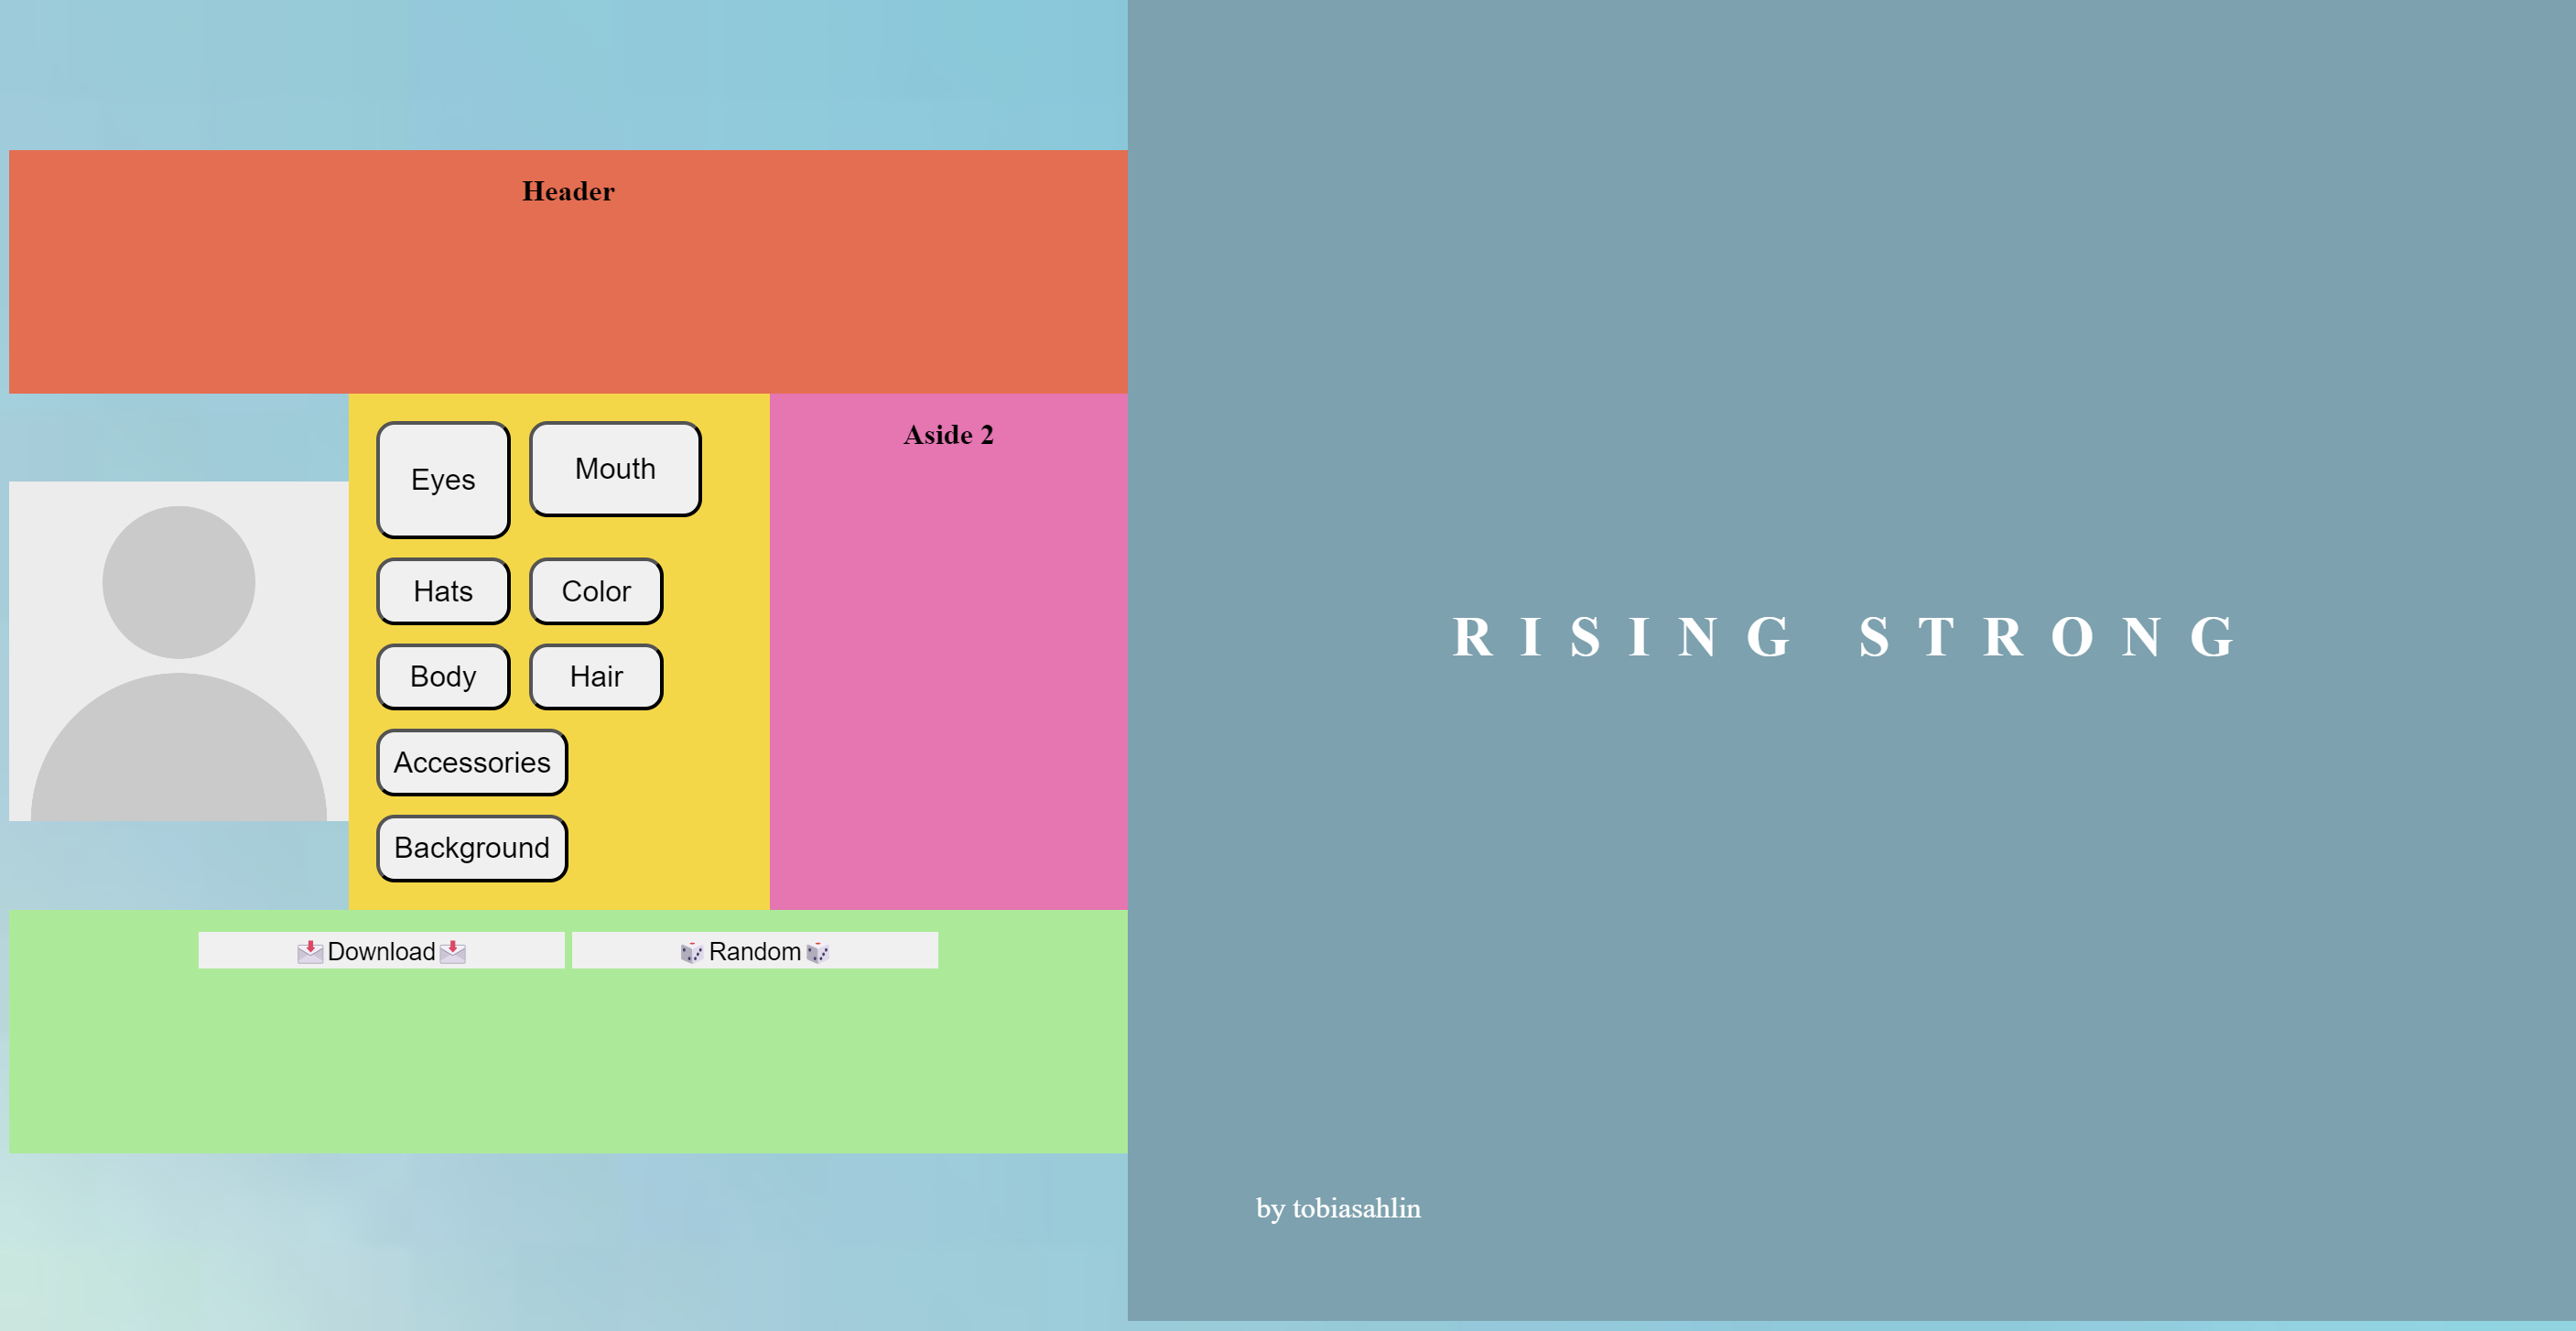 Header
Eyes
Mouth
Aside 2
Hats
Color
Body
Hair
Accessories
Background
📩Download📩
🎲Random🎲
RISING STRONG
by tobiasahlin